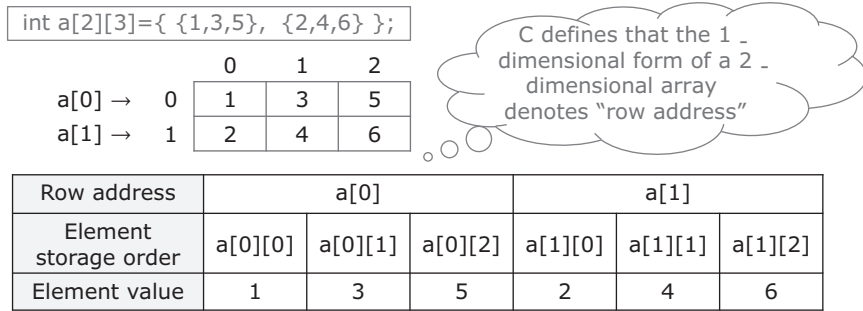 int a[2][3]={ {1,3,5}, {2,4,6} };
C defines that the 1 -
dimensional form of a 2 -
dimensional array
denotes “row address”
0 1 2
a[0] → 0 1 3 5
a[1] → 1 2 4 6
Row address a[0] a[1]
Element
storage order a[0][0] a[0][1] a[0][2] a[1][0] a[1][1] a[1][2]
Element value 1 3 5 2 4 6